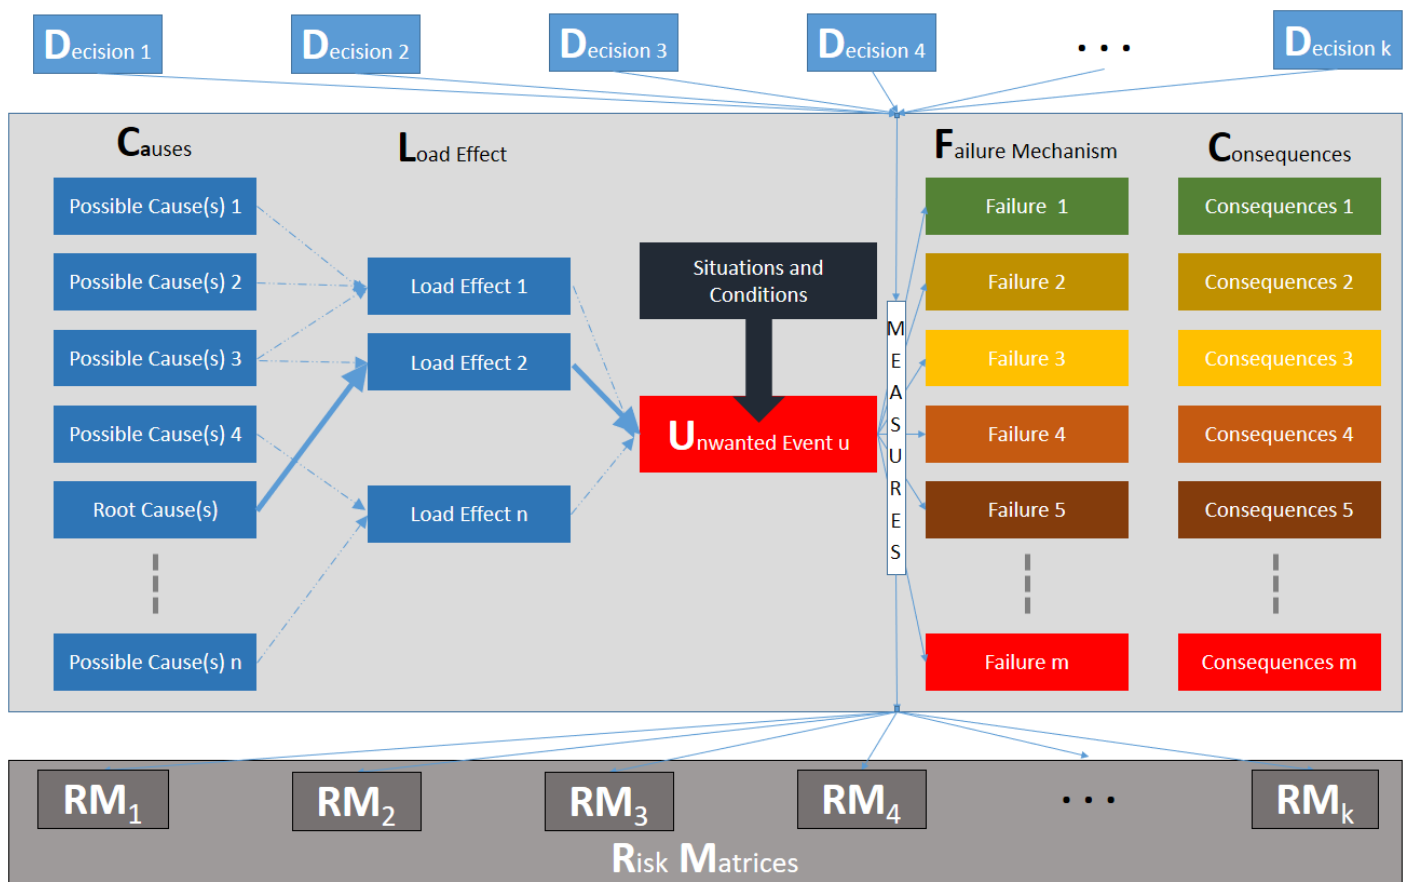 Decision 1
Decision 2
Decision 3
Decision 4
. . .
Decision k
Causes
Load Effect
Failure Mechanism
Consequences
Possible Cause(s) 1
Possible Cause(s) 2
Possible Cause(s) 3
Possible Cause(s) 4
Root Cause(s)
Possible Cause(s) n
Load Effect 1
Load Effect 2
Load Effect n
Situations and
Conditions
Unwanted Event u
MEASURES
Failure 1
Failure 2
Failure 3
Failure 4
Failure 5
Failure m
Consequences 1
Consequences 2
Consequences 3
Consequences 4
Consequences 5
Consequences m
RM1
RM2
RM3
RM4
. . .
RMk
Risk Matrices